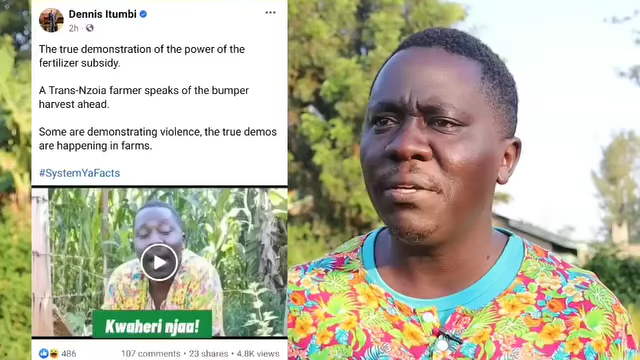 Dennis Itumbi
2h
The true demonstration of the power of the
fertilizer subsidy.
A Trans-Nzoia farmer speaks of the bumper
harvest ahead.
Some are demonstrating violence, the true demos
are happening in farms.
#SystemYaFacts
Kwaheri njaa!
486 107 comments • 23 shares • 4.8K views